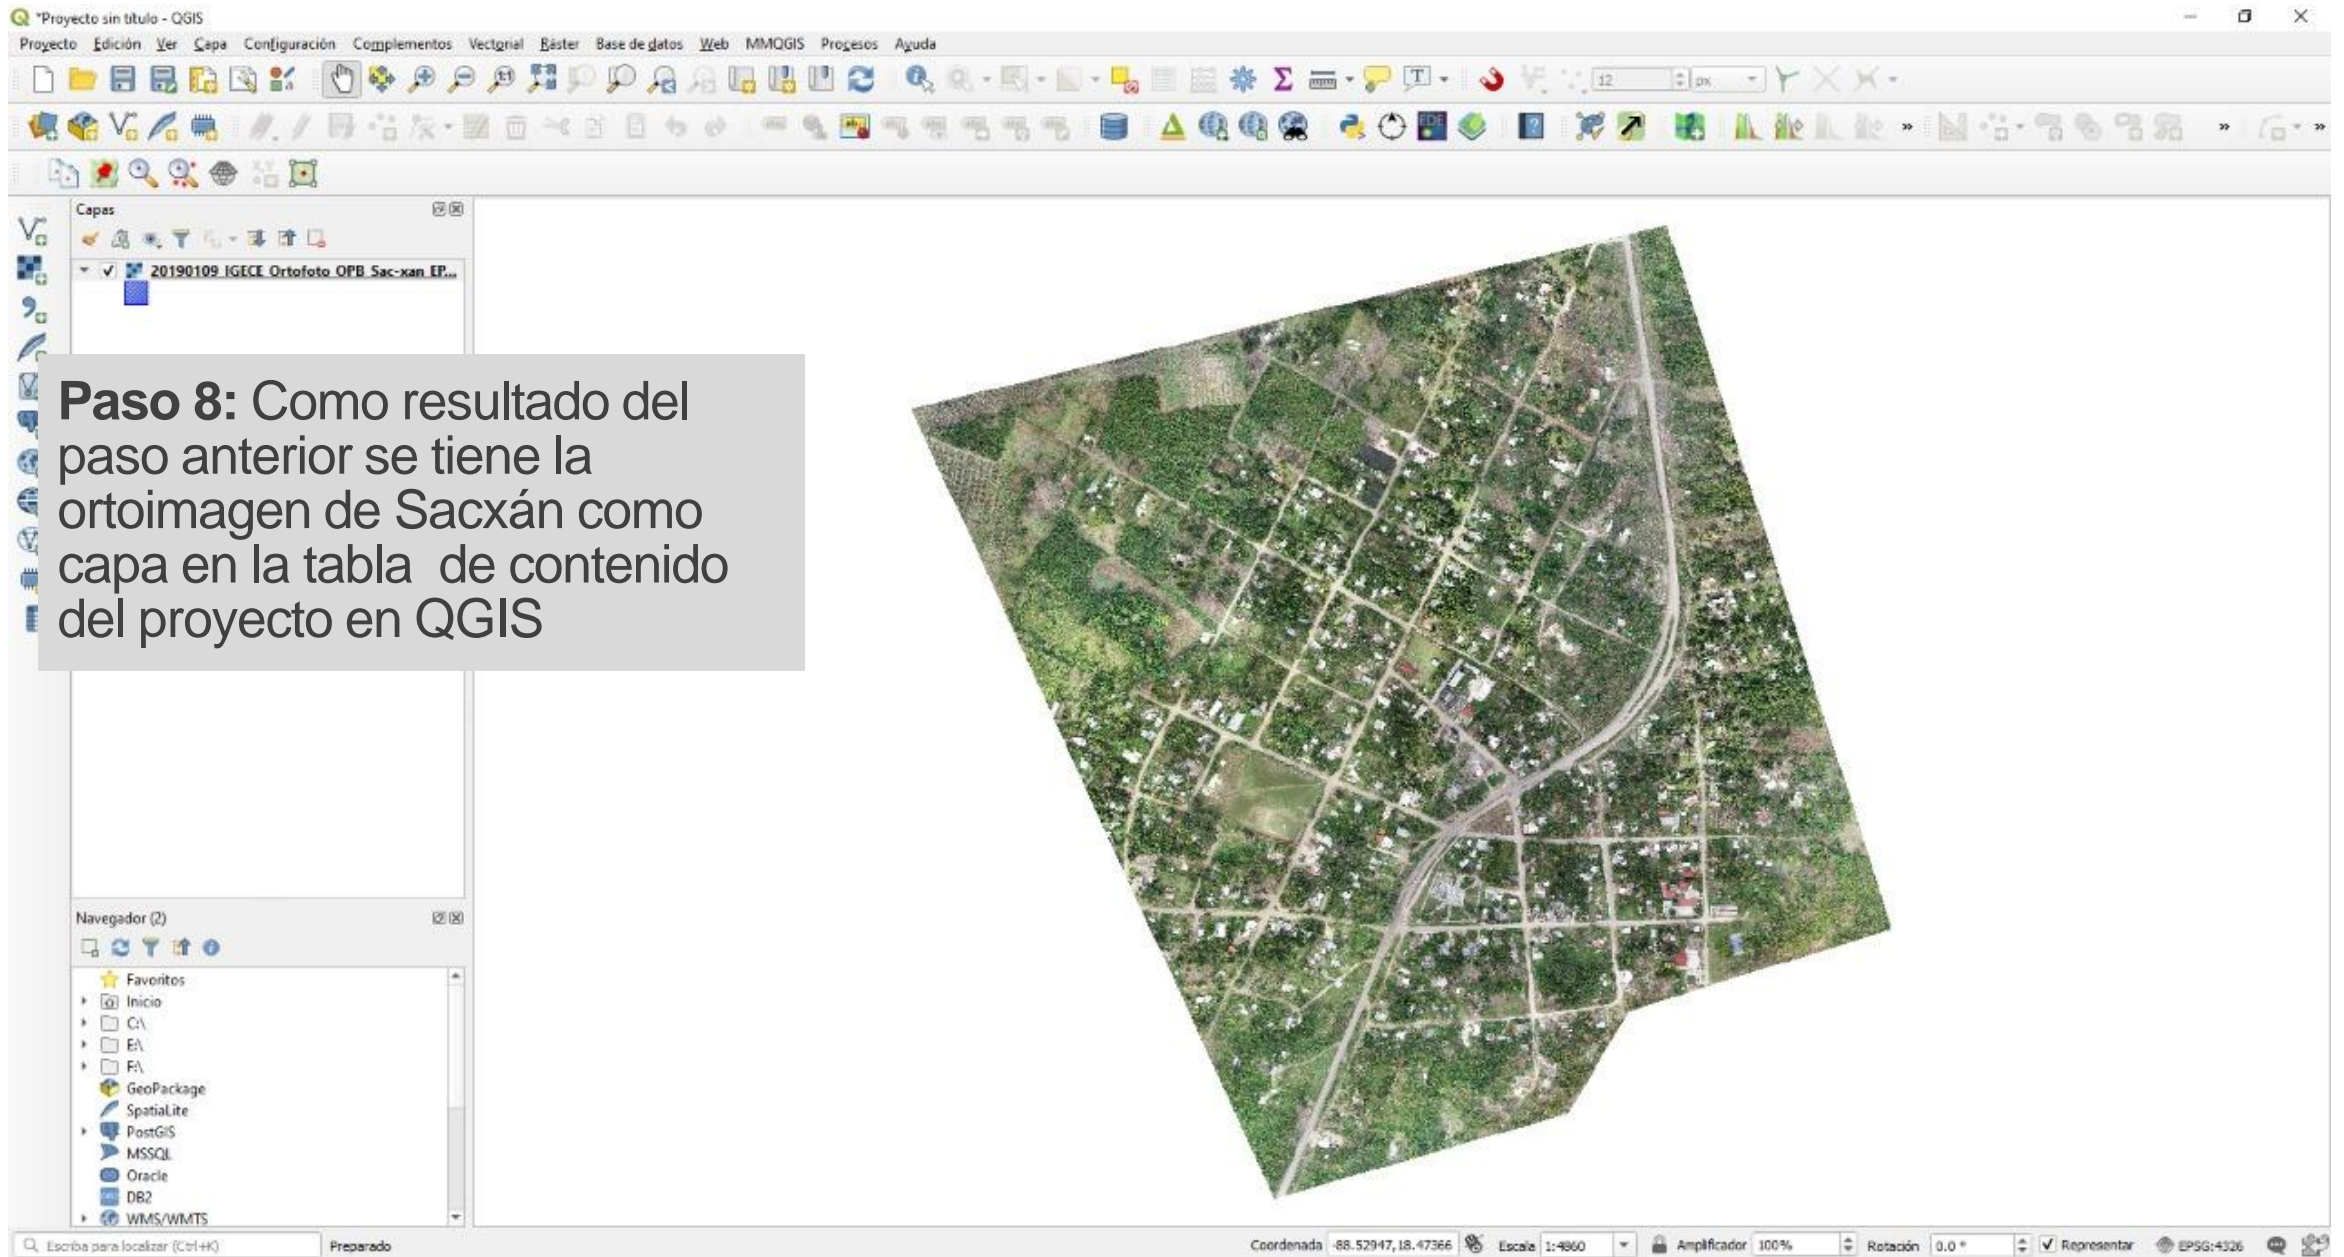 *Proyecto sin título - QGIS
Proyecto Edición Ver Capa Configuración Complementos Vectorial Ráster Base de datos Web MMQGIS Procesos Ayuda
12 px
Capas
20190109_IGECE_Ortofoto_OPB_Sac-xan_EP...
Paso 8: Como resultado del
paso anterior se tiene la
ortoimagen de Sacxán como
capa en la tabla de contenido
del proyecto en QGIS
Navegador (2)
Favoritos
Inicio
C:\
E:\
F:\
GeoPackage
SpatiaLite
PostGIS
MSSQL
Oracle
DB2
WMS/WMTS
Escriba para localizar (Ctrl+K) Preparado Coordenada -88.52947,18.47366 Escala 1:4860 Amplificador 100% Rotación 0.0 ° Representar EPSG:4326